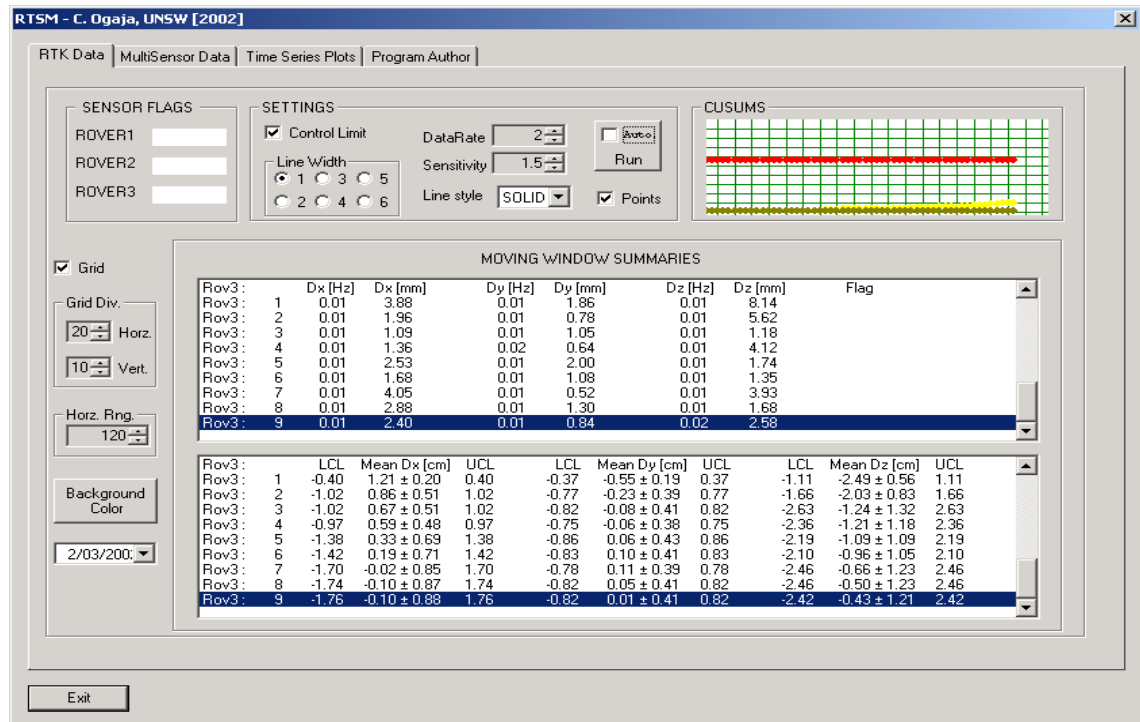 RTSM - C. Ogaja, UNSW [2002]
RTK Data MultiSensor Data Time Series Plots Program Author
SENSOR FLAGS
ROVER1
ROVER2
ROVER3
SETTINGS
Control Limit
Line Width
1 3 5
2 4 6
DataRate 2
Sensitivity 1.5
Line style SOLID
Auto
Run
Points
CUSUMS
Grid
Grid Div.
20 Horz.
10 Vert.
Horz. Rng.
120
Background
Color
2/03/200
MOVING WINDOW SUMMARIES
Rov3 : Dx [Hz] Dx [mm] Dy [Hz] Dy [mm] Dz [Hz] Dz [mm] Flag
Rov3 : 1 0.01 3.88 0.01 1.86 0.01 8.14
Rov3 : 2 0.01 1.96 0.01 0.78 0.01 5.62
Rov3 : 3 0.01 1.09 0.01 1.05 0.01 1.18
Rov3 : 4 0.01 1.36 0.02 0.64 0.01 4.12
Rov3 : 5 0.01 2.53 0.01 2.00 0.01 1.74
Rov3 : 6 0.01 1.68 0.01 1.08 0.01 1.35
Rov3 : 7 0.01 4.05 0.01 0.52 0.01 3.93
Rov3 : 8 0.01 2.88 0.01 1.30 0.01 1.68
Rov3 : 9 0.01 2.40 0.01 0.84 0.02 2.58
Rov3 : LCL Mean Dx [cm] UCL LCL Mean Dy [cm] UCL LCL Mean Dz [cm] UCL
Rov3 : 1 -0.40 1.21 ± 0.20 0.40 -0.37 -0.55 ± 0.19 0.37 -1.11 -2.49 ± 0.56 1.11
Rov3 : 2 -1.02 0.86 ± 0.51 1.02 -0.77 -0.23 ± 0.39 0.77 -1.66 -2.03 ± 0.83 1.66
Rov3 : 3 -1.02 0.67 ± 0.51 1.02 -0.82 -0.08 ± 0.41 0.82 -2.63 -1.24 ± 1.32 2.63
Rov3 : 4 -0.97 0.59 ± 0.48 0.97 -0.75 -0.06 ± 0.38 0.75 -2.36 -1.21 ± 1.18 2.36
Rov3 : 5 -1.38 0.33 ± 0.69 1.38 -0.86 0.06 ± 0.43 0.86 -2.19 -1.09 ± 1.09 2.19
Rov3 : 6 -1.42 0.19 ± 0.71 1.42 -0.83 0.10 ± 0.41 0.83 -2.10 -0.96 ± 1.05 2.10
Rov3 : 7 -1.70 -0.02 ± 0.85 1.70 -0.78 0.11 ± 0.39 0.78 -2.46 -0.66 ± 1.23 2.46
Rov3 : 8 -1.74 -0.10 ± 0.87 1.74 -0.82 0.05 ± 0.41 0.82 -2.46 -0.50 ± 1.23 2.46
Rov3 : 9 -1.76 -0.10 ± 0.88 1.76 -0.82 0.01 ± 0.41 0.82 -2.42 -0.43 ± 1.21 2.42
Exit